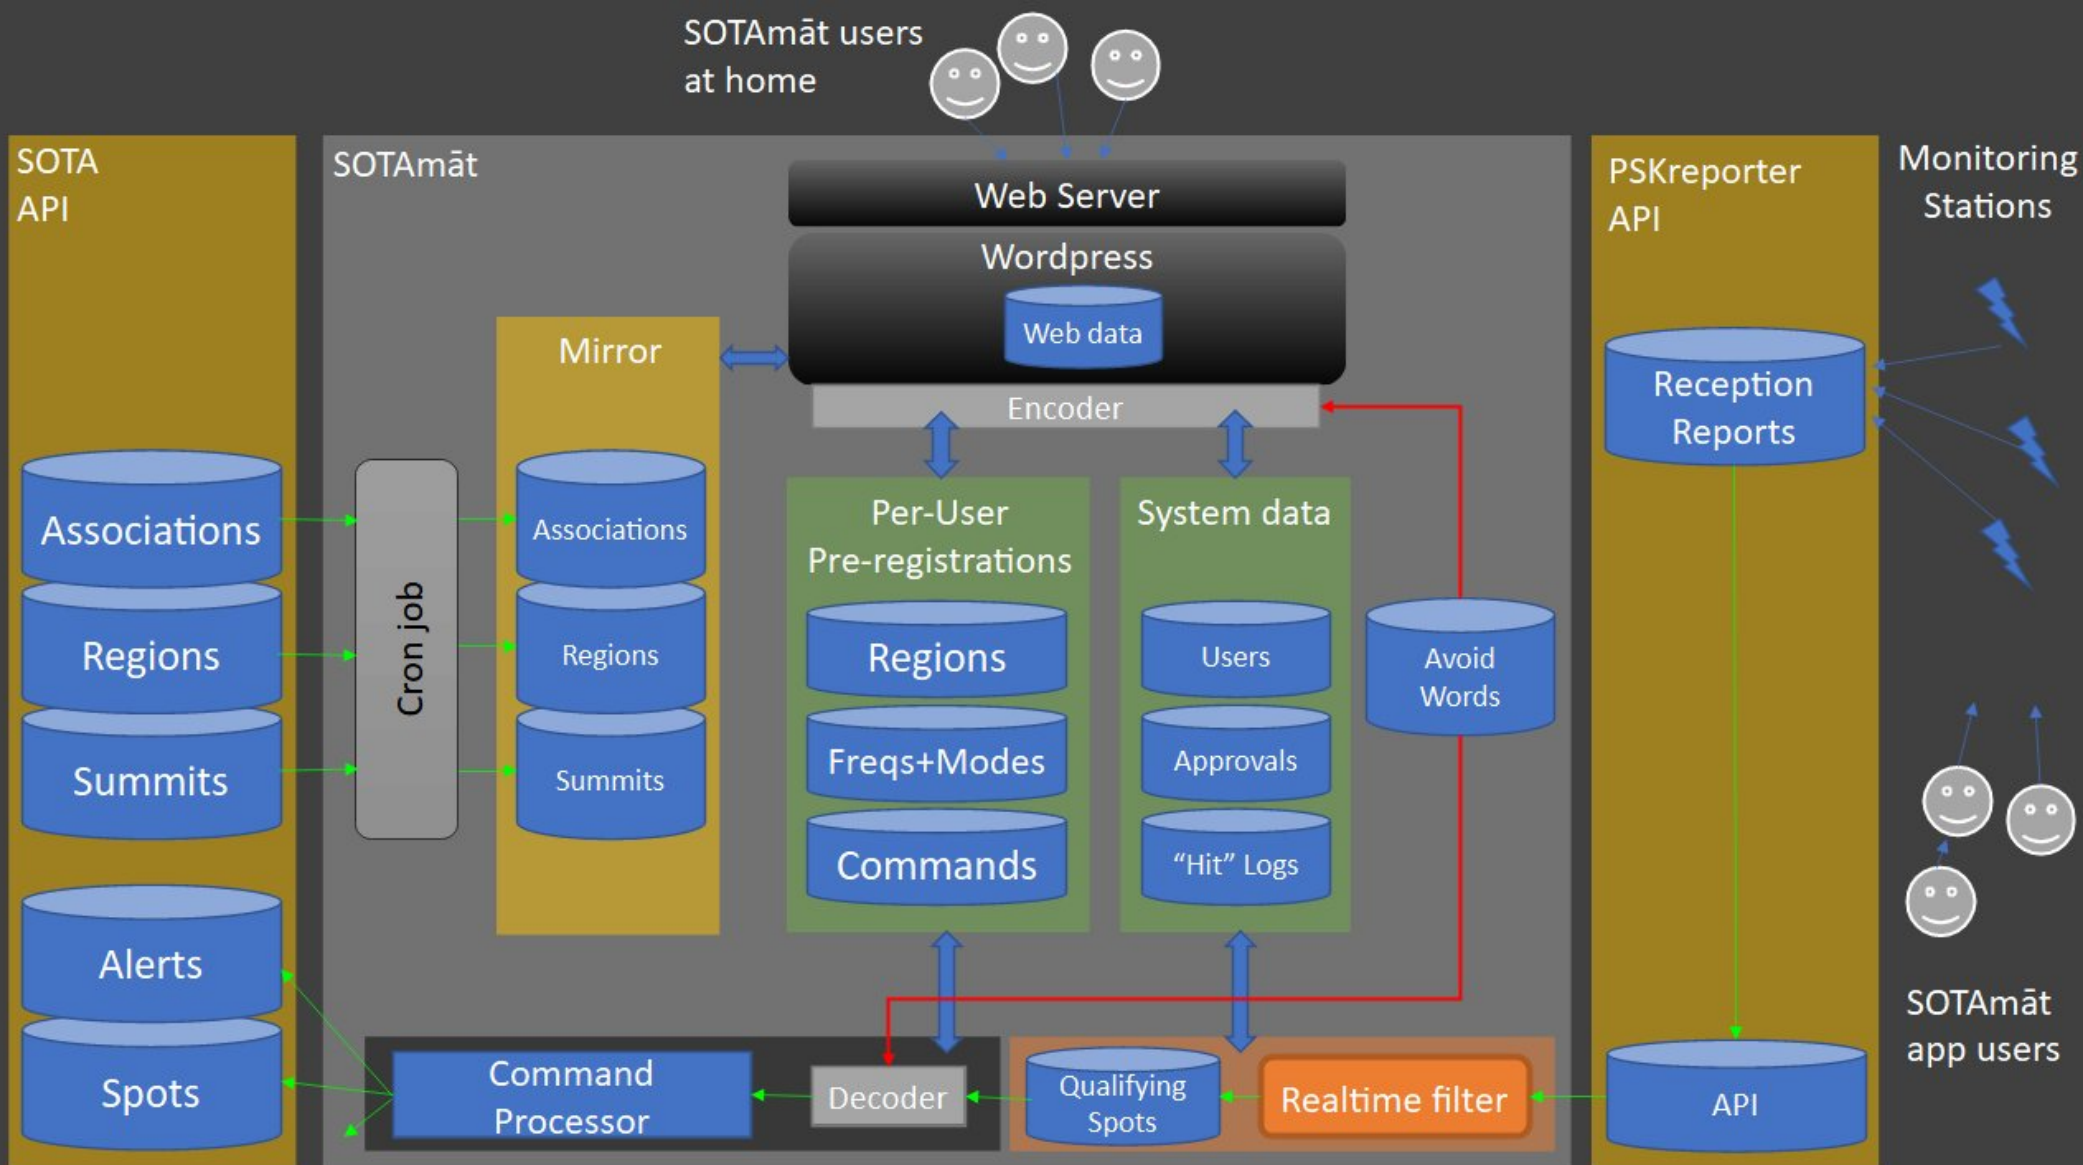 SOTAmāt users
at home
SOTA
API
SOTAmāt
Web Server
Wordpress
Web data
Encoder
PSKreporter
API
Monitoring
Stations
Mirror
Reception
Reports
Associations
Regions
Summits
Cron job
Associations
Regions
Summits
Per-User
Pre-registrations
Regions
Freqs+Modes
Commands
System data
Users
Approvals
“Hit” Logs
Avoid
Words
Alerts
Spots
Command
Processor
Decoder
Qualifying
Spots
Realtime filter
API
SOTAmāt
app users